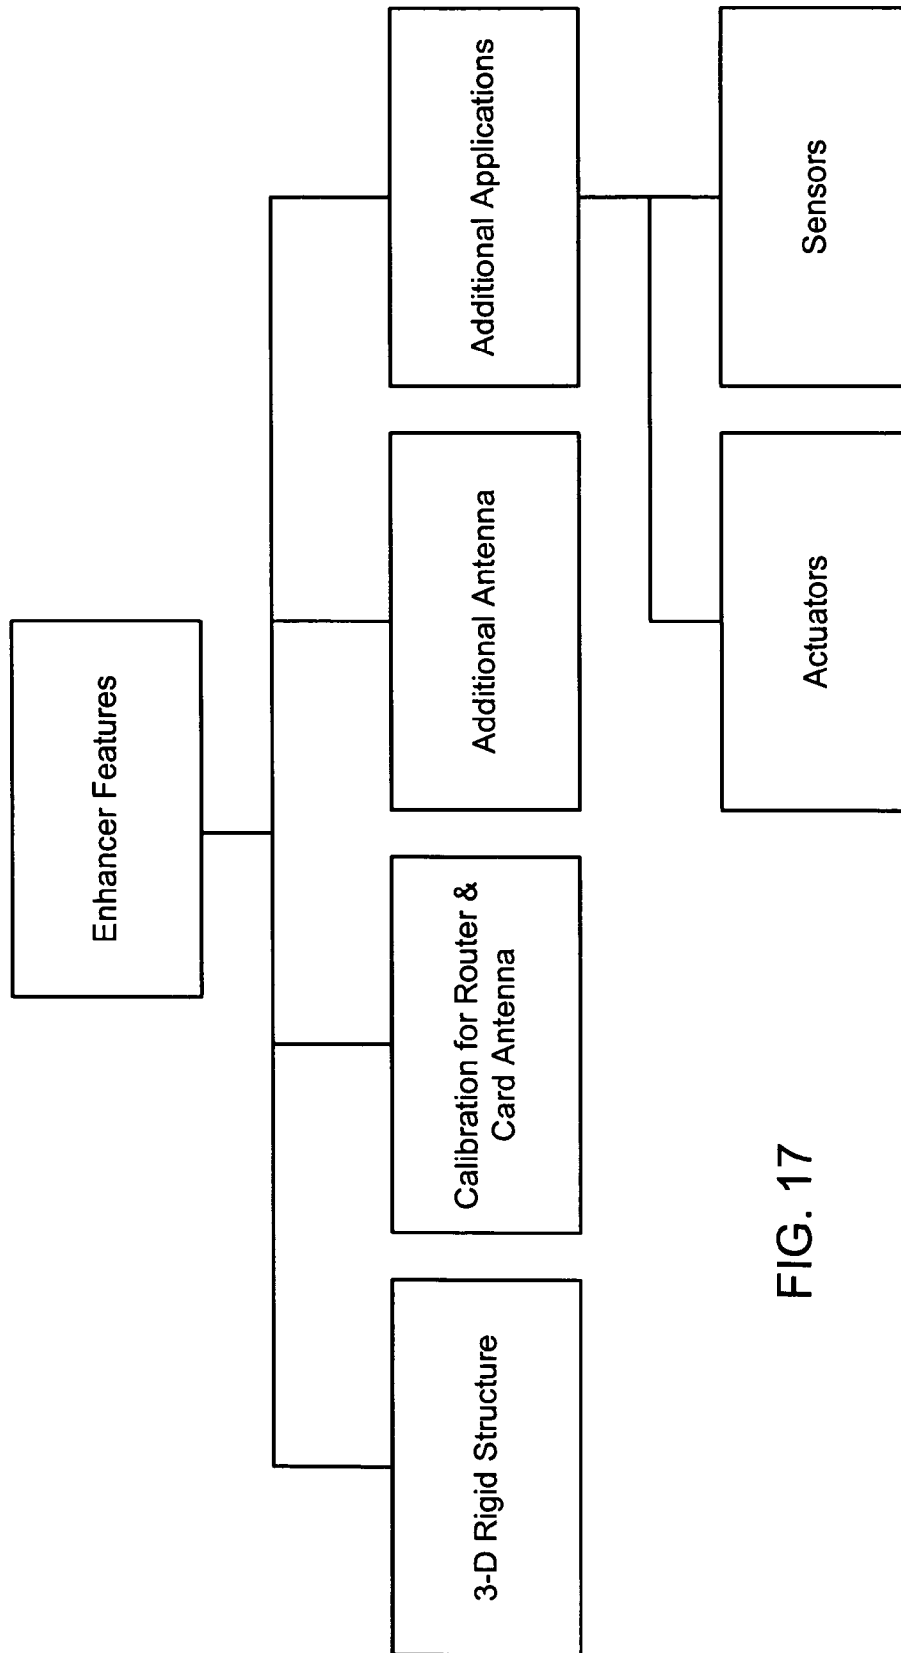 Enhancer Features
3-D Rigid Structure
Calibration for Router &
Card Antenna
Additional Antenna
Additional Applications
Actuators
Sensors
FIG. 17